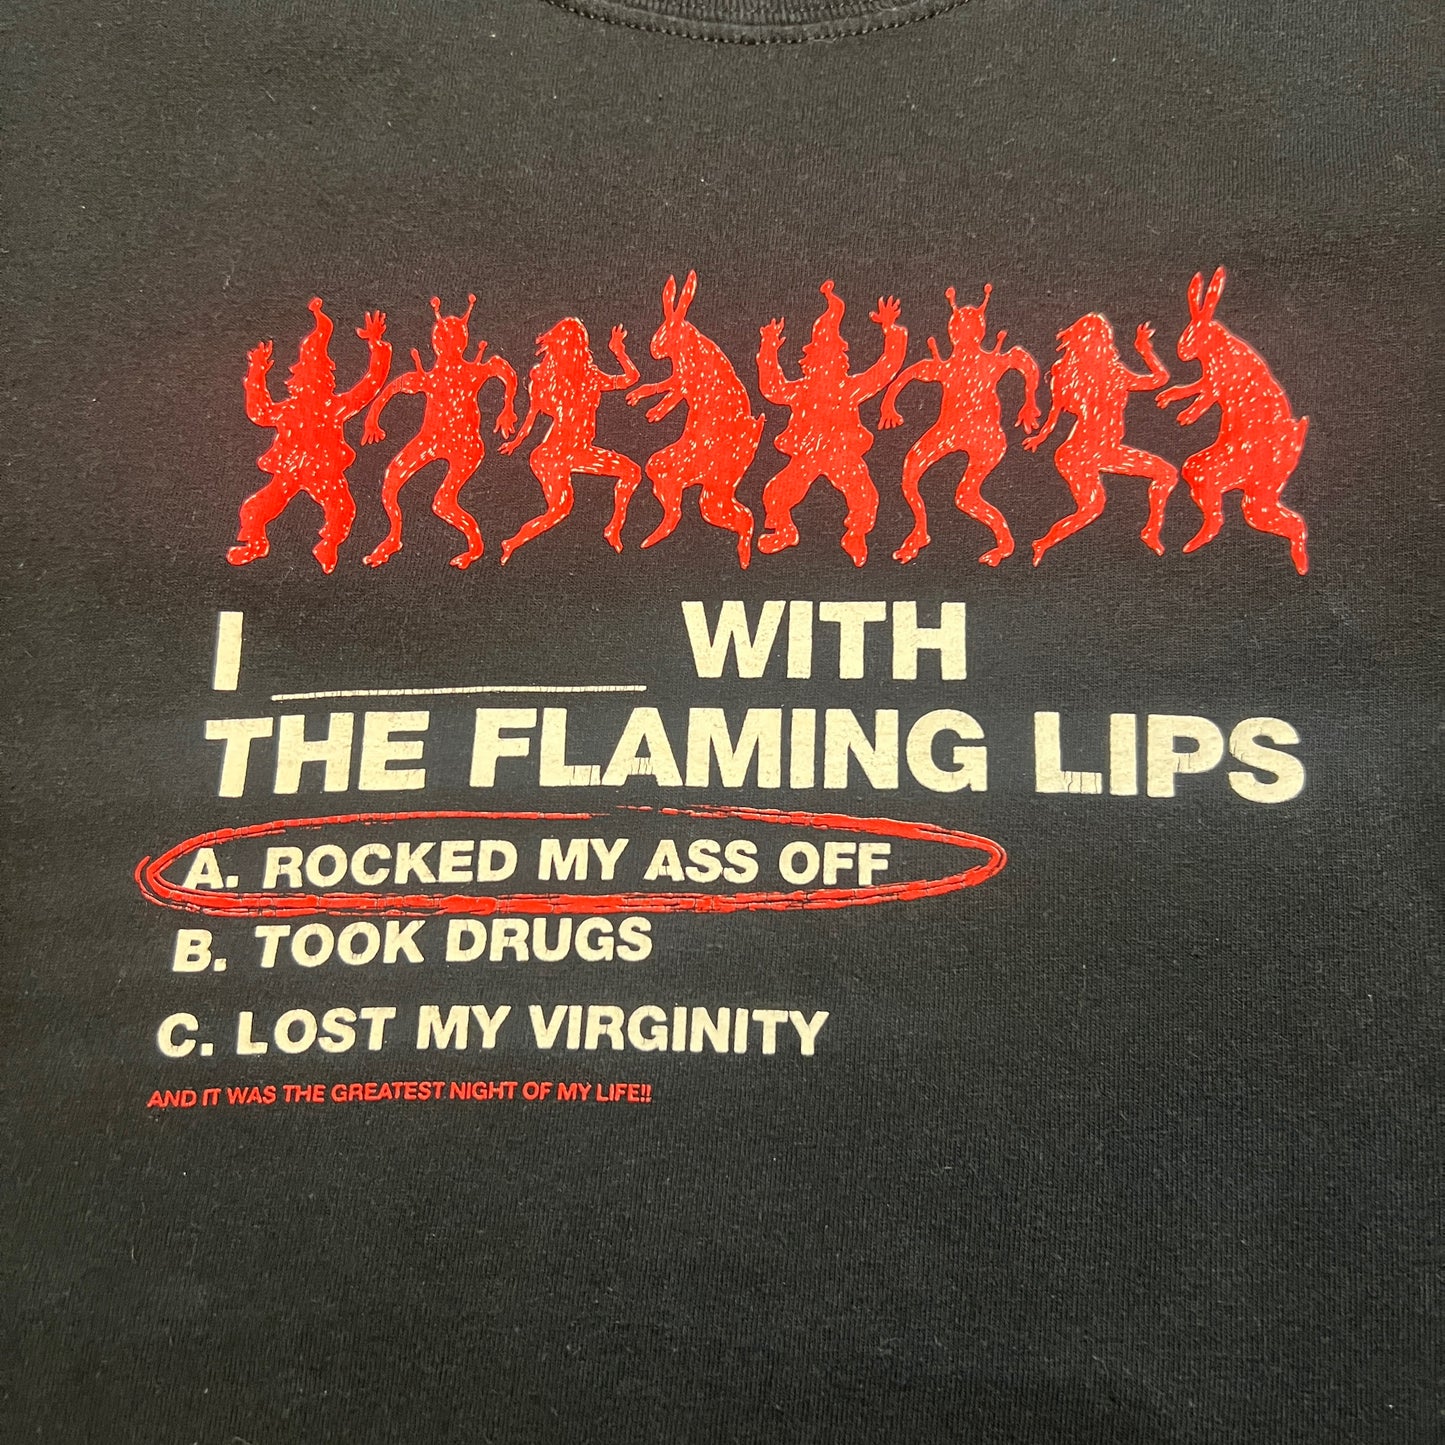 I __________ WITH
THE FLAMING LIPS
A. ROCKED MY ASS OFF
B. TOOK DRUGS
C. LOST MY VIRGINITY
AND IT WAS THE GREATEST NIGHT OF MY LIFE!!